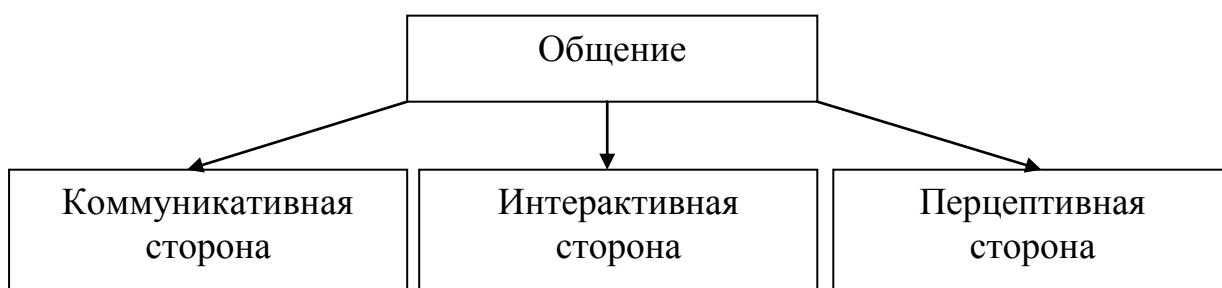 Общение
Коммуникативная
сторона
Интерактивная
сторона
Перцептивная
сторона